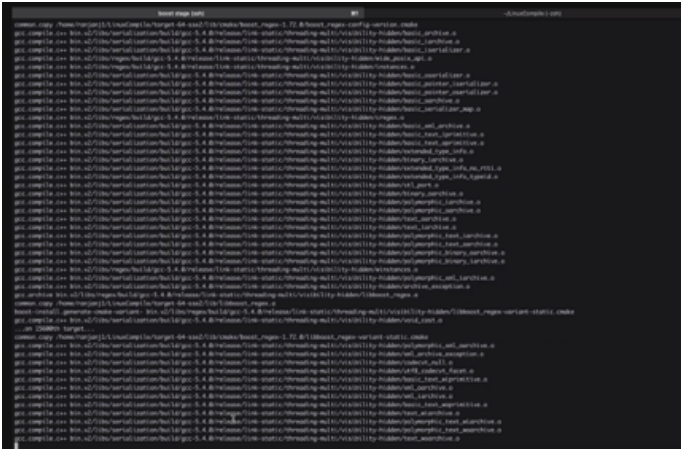 boost stage (ssh)
⌘1
~/LinuxCompile (-zsh)
common.copy /home/ranjanj1/LinuxCompile/target-64-sse2/lib/cmake/boost_regex-1.72.0/boost_regex-config-version.cmake
gcc.compile.c++ bin.v2/libs/serialization/build/gcc-5.4.0/release/link-static/threading-multi/visibility-hidden/basic_archive.o
gcc.compile.c++ bin.v2/libs/serialization/build/gcc-5.4.0/release/link-static/threading-multi/visibility-hidden/basic_iarchive.o
gcc.compile.c++ bin.v2/libs/serialization/build/gcc-5.4.0/release/link-static/threading-multi/visibility-hidden/basic_iserializer.o
gcc.compile.c++ bin.v2/libs/regex/build/gcc-5.4.0/release/link-static/threading-multi/visibility-hidden/wide_posix_api.o
gcc.compile.c++ bin.v2/libs/regex/build/gcc-5.4.0/release/link-static/threading-multi/visibility-hidden/instances.o
gcc.compile.c++ bin.v2/libs/serialization/build/gcc-5.4.0/release/link-static/threading-multi/visibility-hidden/basic_oserializer.o
gcc.compile.c++ bin.v2/libs/serialization/build/gcc-5.4.0/release/link-static/threading-multi/visibility-hidden/basic_pointer_iserializer.o
gcc.compile.c++ bin.v2/libs/serialization/build/gcc-5.4.0/release/link-static/threading-multi/visibility-hidden/basic_pointer_oserializer.o
gcc.compile.c++ bin.v2/libs/serialization/build/gcc-5.4.0/release/link-static/threading-multi/visibility-hidden/basic_oarchive.o
gcc.compile.c++ bin.v2/libs/serialization/build/gcc-5.4.0/release/link-static/threading-multi/visibility-hidden/basic_serializer_map.o
gcc.compile.c++ bin.v2/libs/regex/build/gcc-5.4.0/release/link-static/threading-multi/visibility-hidden/cregex.o
gcc.compile.c++ bin.v2/libs/serialization/build/gcc-5.4.0/release/link-static/threading-multi/visibility-hidden/basic_xml_archive.o
gcc.compile.c++ bin.v2/libs/serialization/build/gcc-5.4.0/release/link-static/threading-multi/visibility-hidden/basic_text_iprimitive.o
gcc.compile.c++ bin.v2/libs/serialization/build/gcc-5.4.0/release/link-static/threading-multi/visibility-hidden/basic_text_oprimitive.o
gcc.compile.c++ bin.v2/libs/serialization/build/gcc-5.4.0/release/link-static/threading-multi/visibility-hidden/extended_type_info.o
gcc.compile.c++ bin.v2/libs/serialization/build/gcc-5.4.0/release/link-static/threading-multi/visibility-hidden/binary_iarchive.o
gcc.compile.c++ bin.v2/libs/serialization/build/gcc-5.4.0/release/link-static/threading-multi/visibility-hidden/extended_type_info_no_rtti.o
gcc.compile.c++ bin.v2/libs/serialization/build/gcc-5.4.0/release/link-static/threading-multi/visibility-hidden/extended_type_info_typeid.o
gcc.compile.c++ bin.v2/libs/serialization/build/gcc-5.4.0/release/link-static/threading-multi/visibility-hidden/stl_port.o
gcc.compile.c++ bin.v2/libs/serialization/build/gcc-5.4.0/release/link-static/threading-multi/visibility-hidden/binary_oarchive.o
gcc.compile.c++ bin.v2/libs/serialization/build/gcc-5.4.0/release/link-static/threading-multi/visibility-hidden/polymorphic_iarchive.o
gcc.compile.c++ bin.v2/libs/serialization/build/gcc-5.4.0/release/link-static/threading-multi/visibility-hidden/polymorphic_oarchive.o
gcc.compile.c++ bin.v2/libs/serialization/build/gcc-5.4.0/release/link-static/threading-multi/visibility-hidden/text_oarchive.o
gcc.compile.c++ bin.v2/libs/serialization/build/gcc-5.4.0/release/link-static/threading-multi/visibility-hidden/text_iarchive.o
gcc.compile.c++ bin.v2/libs/serialization/build/gcc-5.4.0/release/link-static/threading-multi/visibility-hidden/polymorphic_text_iarchive.o
gcc.compile.c++ bin.v2/libs/serialization/build/gcc-5.4.0/release/link-static/threading-multi/visibility-hidden/polymorphic_text_oarchive.o
gcc.compile.c++ bin.v2/libs/serialization/build/gcc-5.4.0/release/link-static/threading-multi/visibility-hidden/polymorphic_binary_oarchive.o
gcc.compile.c++ bin.v2/libs/serialization/build/gcc-5.4.0/release/link-static/threading-multi/visibility-hidden/polymorphic_binary_iarchive.o
gcc.compile.c++ bin.v2/libs/regex/build/gcc-5.4.0/release/link-static/threading-multi/visibility-hidden/winstances.o
gcc.compile.c++ bin.v2/libs/serialization/build/gcc-5.4.0/release/link-static/threading-multi/visibility-hidden/polymorphic_xml_iarchive.o
gcc.compile.c++ bin.v2/libs/serialization/build/gcc-5.4.0/release/link-static/threading-multi/visibility-hidden/archive_exception.o
gcc.archive bin.v2/libs/regex/build/gcc-5.4.0/release/link-static/threading-multi/visibility-hidden/libboost_regex.a
common.copy /home/ranjanj1/LinuxCompile/target-64-sse2/lib/libboost_regex.a
boost-install.generate-cmake-variant- bin.v2/libs/regex/build/gcc-5.4.0/release/link-static/threading-multi/visibility-hidden/libboost_regex-variant-static.cmake
gcc.compile.c++ bin.v2/libs/serialization/build/gcc-5.4.0/release/link-static/threading-multi/visibility-hidden/void_cast.o
...on 15600th target...
common.copy /home/ranjanj1/LinuxCompile/target-64-sse2/lib/cmake/boost_regex-1.72.0/libboost_regex-variant-static.cmake
gcc.compile.c++ bin.v2/libs/serialization/build/gcc-5.4.0/release/link-static/threading-multi/visibility-hidden/polymorphic_xml_oarchive.o
gcc.compile.c++ bin.v2/libs/serialization/build/gcc-5.4.0/release/link-static/threading-multi/visibility-hidden/xml_archive_exception.o
gcc.compile.c++ bin.v2/libs/serialization/build/gcc-5.4.0/release/link-static/threading-multi/visibility-hidden/codecvt_null.o
gcc.compile.c++ bin.v2/libs/serialization/build/gcc-5.4.0/release/link-static/threading-multi/visibility-hidden/utf8_codecvt_facet.o
gcc.compile.c++ bin.v2/libs/serialization/build/gcc-5.4.0/release/link-static/threading-multi/visibility-hidden/basic_text_wiprimitive.o
gcc.compile.c++ bin.v2/libs/serialization/build/gcc-5.4.0/release/link-static/threading-multi/visibility-hidden/xml_oarchive.o
gcc.compile.c++ bin.v2/libs/serialization/build/gcc-5.4.0/release/link-static/threading-multi/visibility-hidden/xml_iarchive.o
gcc.compile.c++ bin.v2/libs/serialization/build/gcc-5.4.0/release/link-static/threading-multi/visibility-hidden/basic_text_woprimitive.o
gcc.compile.c++ bin.v2/libs/serialization/build/gcc-5.4.0/release/link-static/threading-multi/visibility-hidden/text_wiarchive.o
gcc.compile.c++ bin.v2/libs/serialization/build/gcc-5.4.0/release/link-static/threading-multi/visibility-hidden/polymorphic_text_wiarchive.o
gcc.compile.c++ bin.v2/libs/serialization/build/gcc-5.4.0/release/link-static/threading-multi/visibility-hidden/polymorphic_text_woarchive.o
gcc.compile.c++ bin.v2/libs/serialization/build/gcc-5.4.0/release/link-static/threading-multi/visibility-hidden/text_woarchive.o